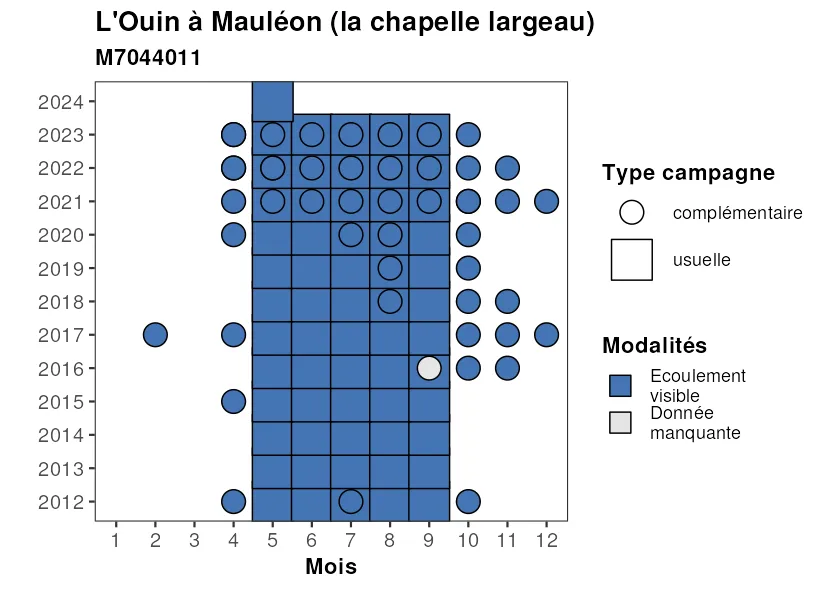 L'Ouin à Mauléon (la chapelle largeau)
M7044011
2024
2023
2022
2021
2020
2019
2018
2017
2016
2015
2014
2013
2012
1 2 3 4 5 6 7 8 9 10 11 12
Mois
Type campagne
complémentaire
usuelle
Modalités
Ecoulement
visible
Donnée
manquante